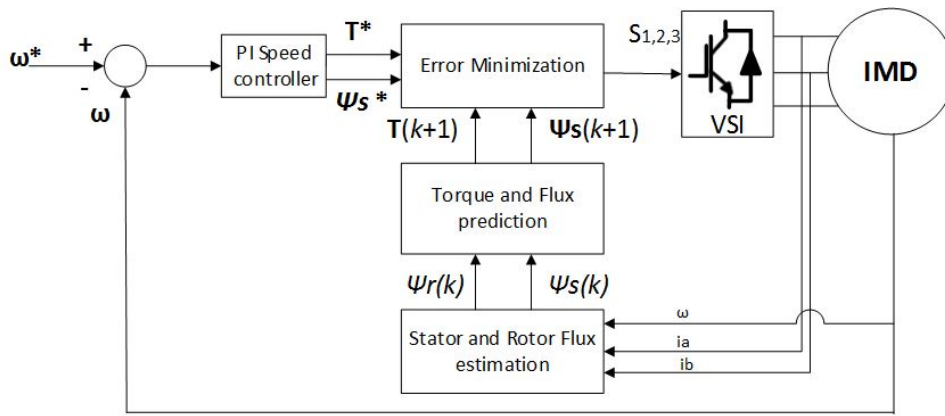 ω*
+
-
ω
PI Speed
controller
T*
Ψs *
Error Minimization
S1,2,3
VSI
IMD
T(k+1)
Ψs(k+1)
Torque and Flux
prediction
Ψr(k)
Ψs(k)
Stator and Rotor Flux
estimation
ω
ia
ib